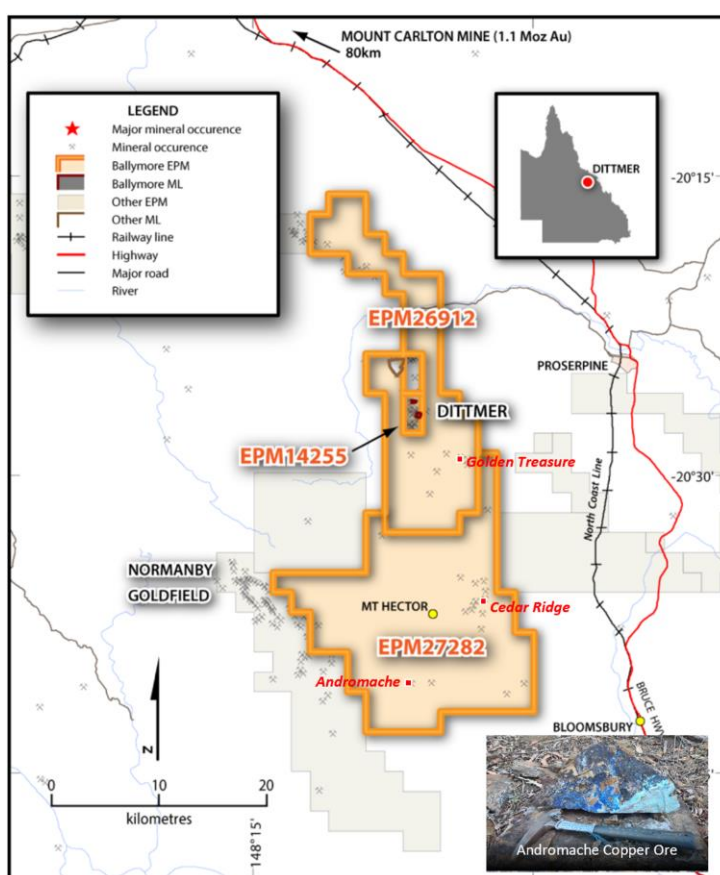 MOUNT CARLTON MINE (1.1 Moz Au)
80km
LEGEND
Major mineral occurence
Mineral occurence
Ballymore EPM
Ballymore ML
Other EPM
Other ML
Railway line
Highway
Major road
River
DITTMER
-20°15'
EPM26912
PROSERPINE
DITTMER
EPM14255
Golden Treasure
-20°30'
North Coast Line
NORMANBY
GOLDFIELD
MT HECTOR
Cedar Ridge
EPM27282
Andromache
BRUCE HWY
BLOOMSBURY
N
0 10 20
kilometres
148°15'
Andromache Copper Ore